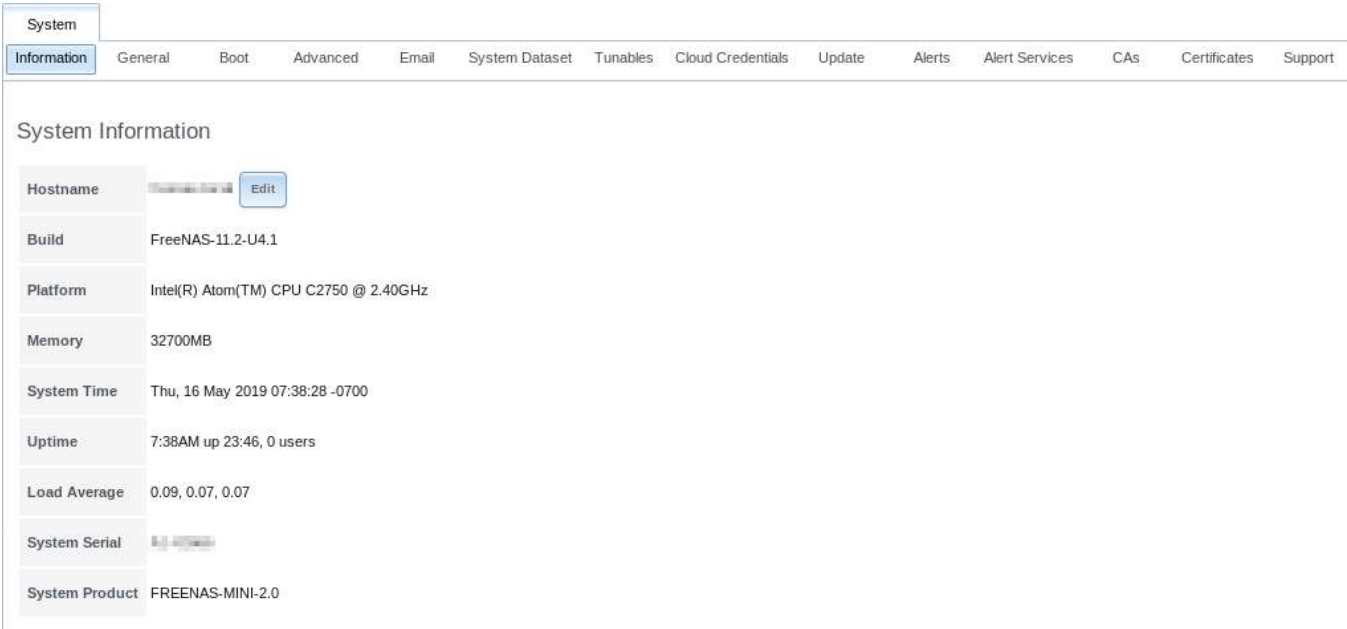 System
Information General Boot Advanced Email System Dataset Tunables Cloud Credentials Update Alerts Alert Services CAs Certificates Support
System Information
Hostname Edit
Build FreeNAS-11.2-U4.1
Platform Intel(R) Atom(TM) CPU C2750 @ 2.40GHz
Memory 32700MB
System Time Thu, 16 May 2019 07:38:28 -0700
Uptime 7:38AM up 23:46, 0 users
Load Average 0.09, 0.07, 0.07
System Serial
System Product FREENAS-MINI-2.0